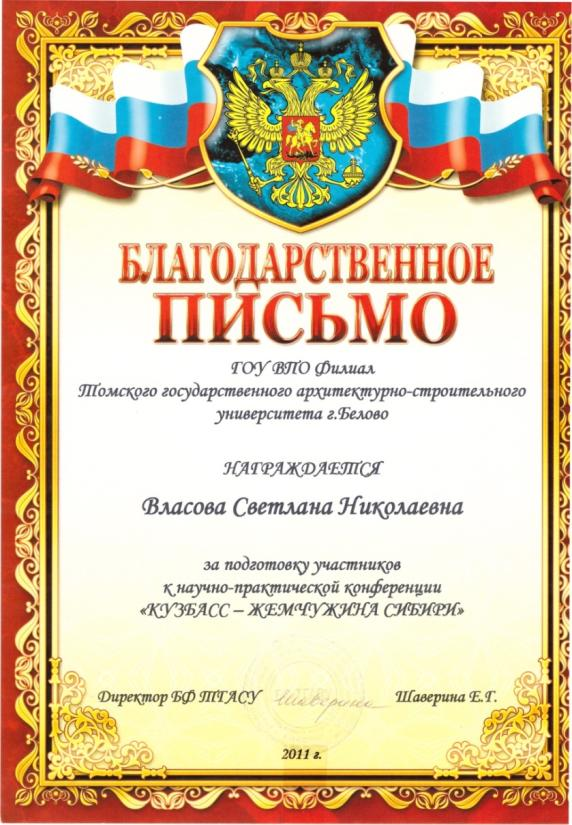 БЛАГОДАРСТВЕННОЕ
ПИСЬМО
ГОУ ВПО Филиал
Томского государственного архитектурно-строительного
университета г.Белово
НАГРАЖДАЕТСЯ
Власова Светлана Николаевна
за подготовку участников
к научно-практической конференции
«КУЗБАСС – ЖЕМЧУЖИНА СИБИРИ»
Директор БФ ТГАСУ Шаверина Шаверина Е.Г.
2011 г.